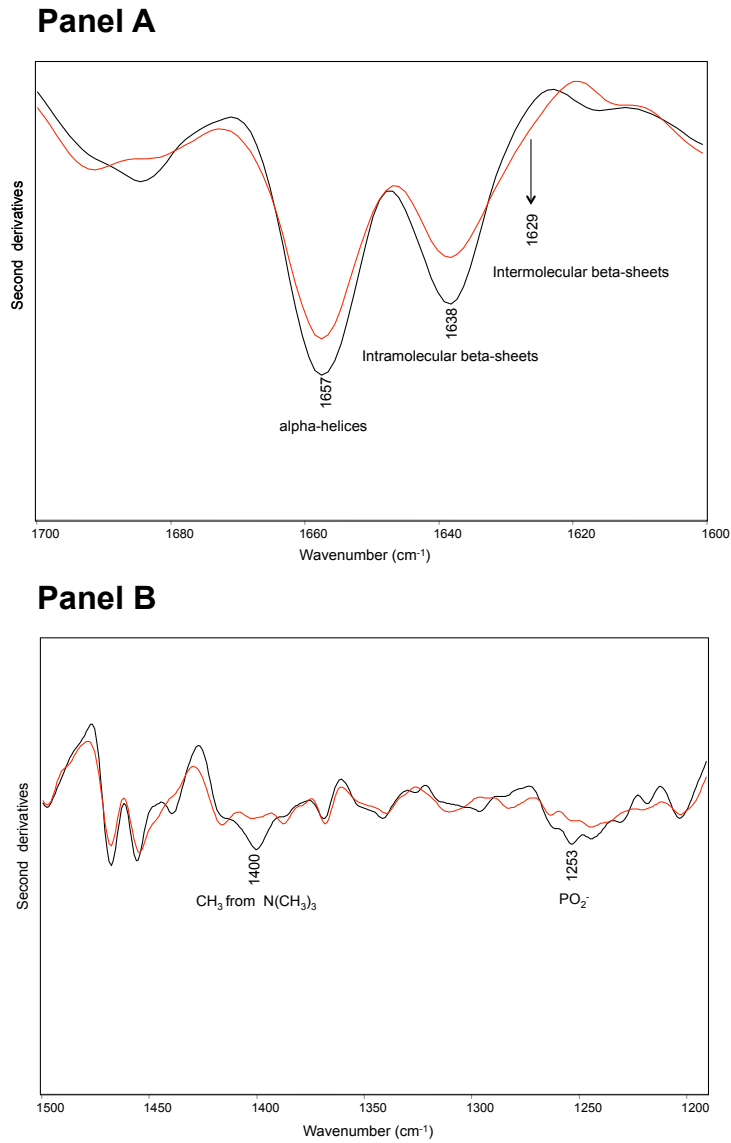 Panel A
Second derivatives
1629
Intermolecular beta-sheets
1638
Intramolecular beta-sheets
1657
alpha-helices
1700 1680 1660 1640 1620 1600
Wavenumber (cm-1)
Panel B
Second derivatives
1400
CH3 from N(CH3)3
1253
PO2-
1500 1450 1400 1350 1300 1250 1200
Wavenumber (cm-1)